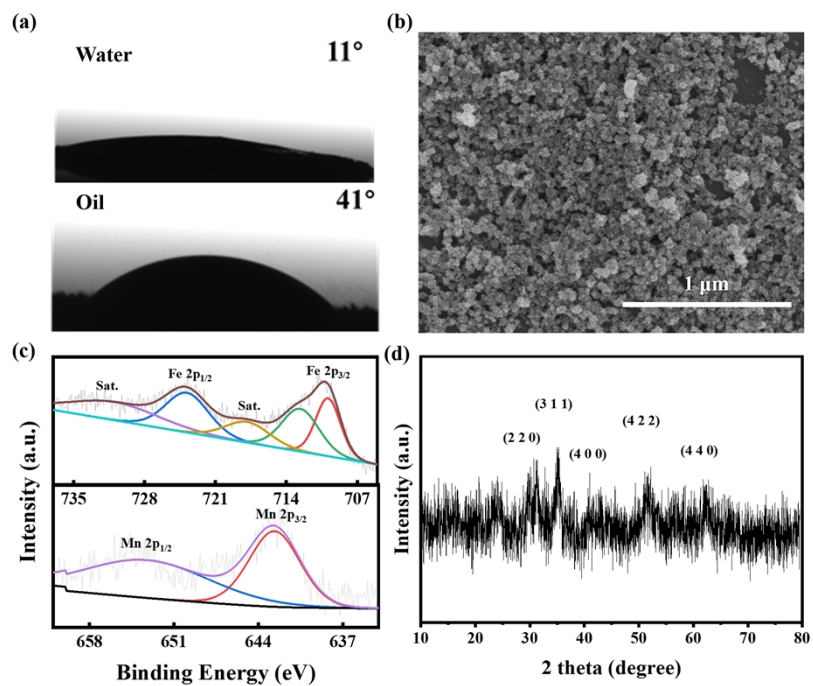 (a)
Water
11°
Oil
41°
(b)
1 μm
(c)
Sat.
Fe 2p1/2
Sat.
Fe 2p3/2
735
728
721
714
707
Mn 2p1/2
Mn 2p3/2
658
651
644
637
Intensity (a.u.)
Binding Energy (eV)
(d)
(2 2 0)
(3 1 1)
(4 0 0)
(4 2 2)
(4 4 0)
Intensity (a.u.)
10
20
30
40
50
60
70
80
2 theta (degree)